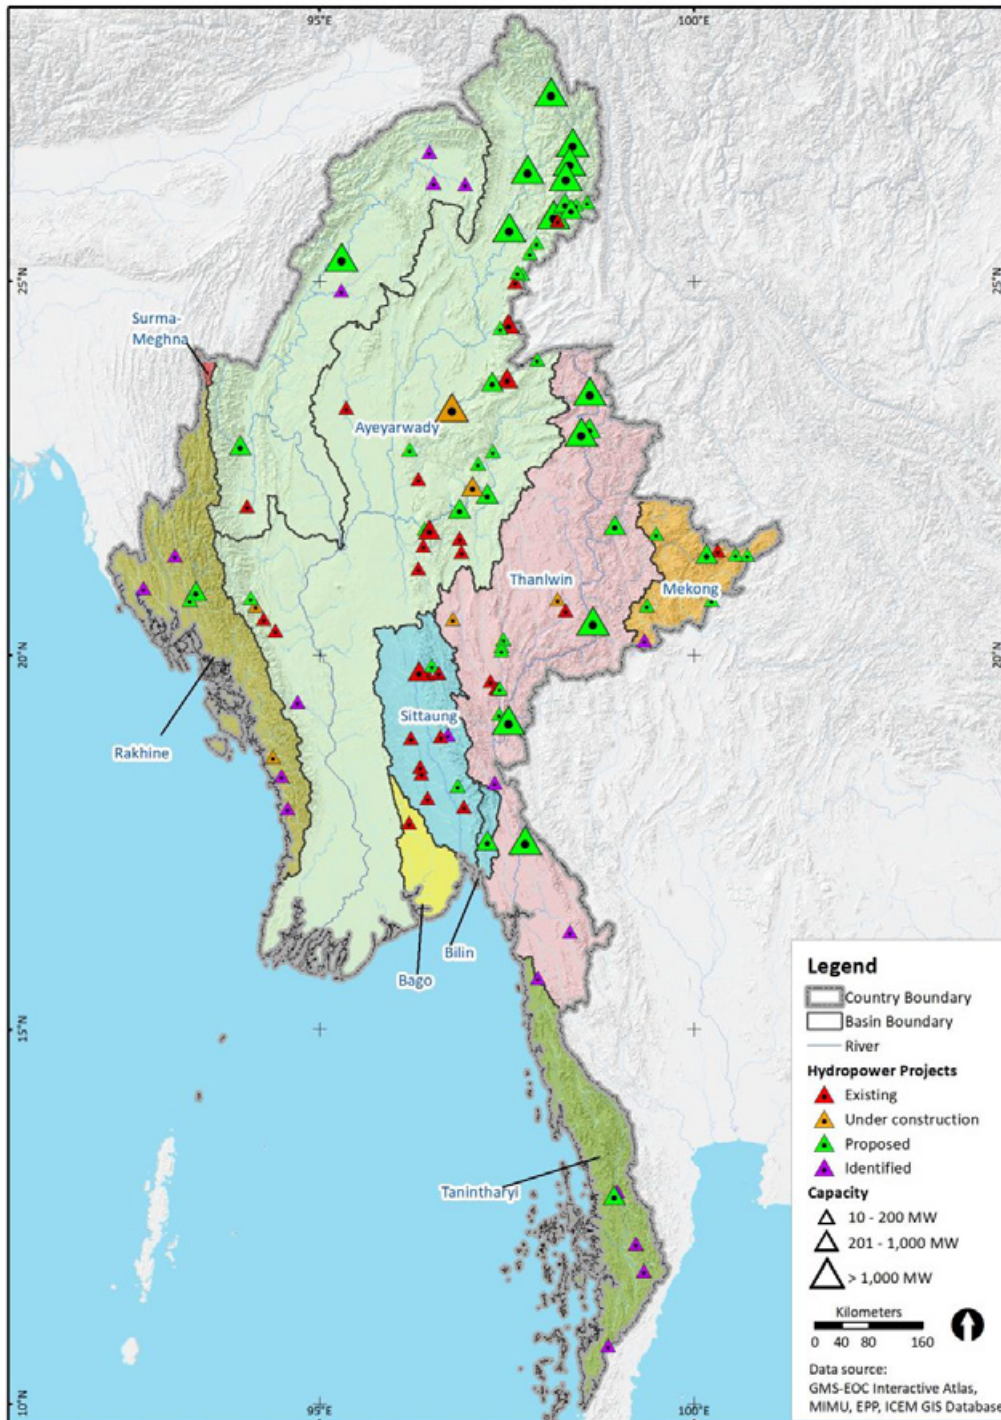 95°E
100°E
25°N
25°N
Surma-
Meghna
Ayeyarwady
Thanlwin
Mekong
20°N
20°N
Sittaung
Rakhine
Bilin
Bago
15°N
Tanintharyi
10°N
95°E
100°E
Legend
Country Boundary
Basin Boundary
River
Hydropower Projects
Existing
Under construction
Proposed
Identified
Capacity
10 - 200 MW
201 - 1,000 MW
> 1,000 MW
Kilometers
0 40 80 160
Data source:
GMS-EOC Interactive Atlas,
MIMU, EPP, ICEM GIS Database